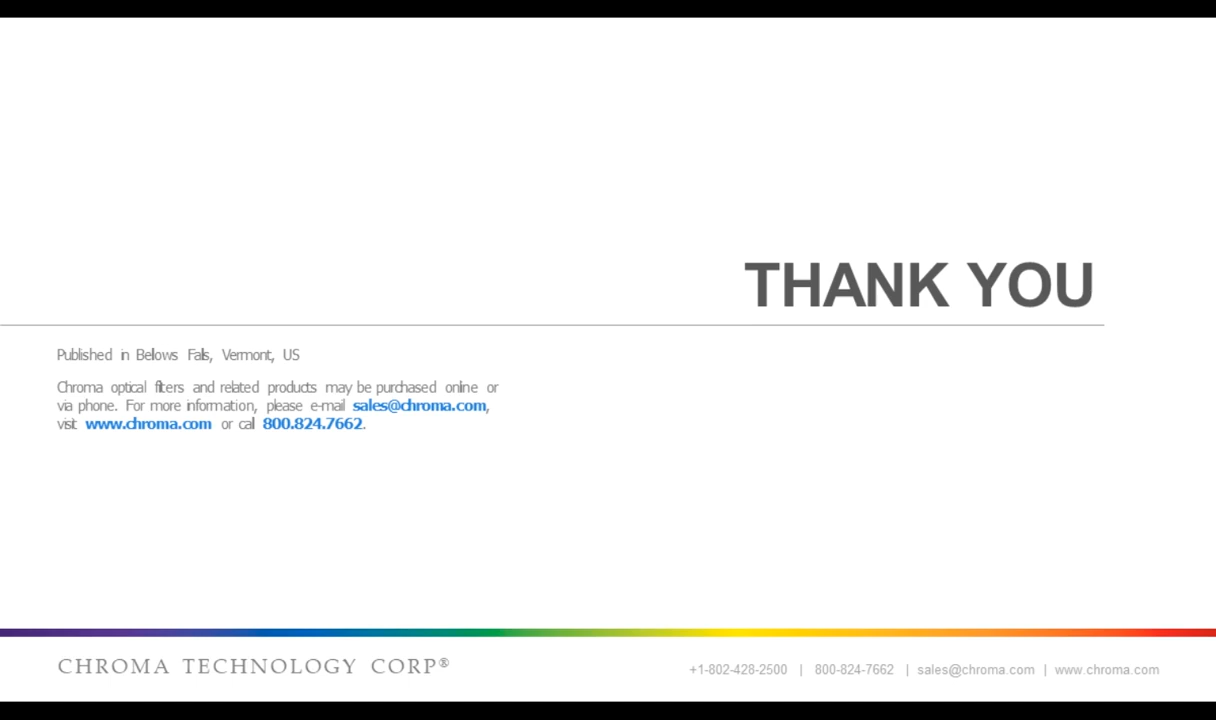 THANK YOU
Published in Bellows Falls, Vermont, US
Chroma optical filters and related products may be purchased online or
via phone. For more information, please e-mail sales@chroma.com,
visit www.chroma.com or call 800.824.7662.
CHROMA TECHNOLOGY CORP®
+1-802-428-2500 | 800-824-7662 | sales@chroma.com | www.chroma.com